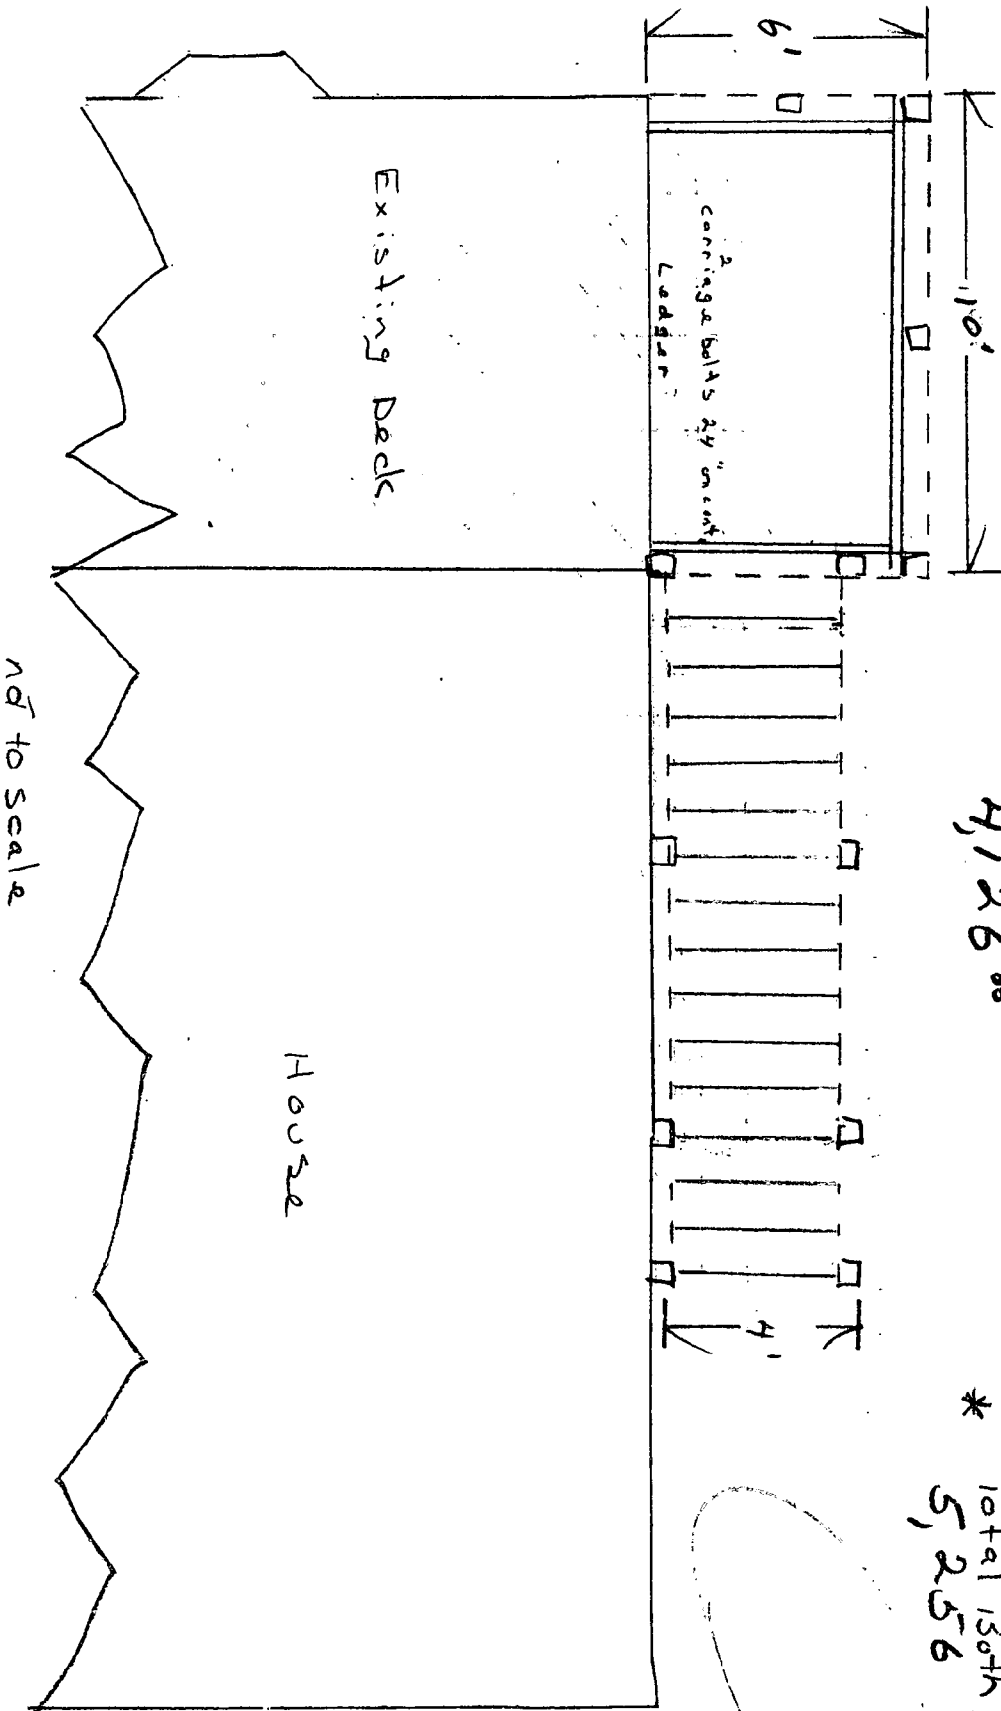 4,126 00
* Total Both
5,256
4'
10'
6'
carriage bolts 24" on cent.
2
Ledger
Existing Deck
House
not to scale